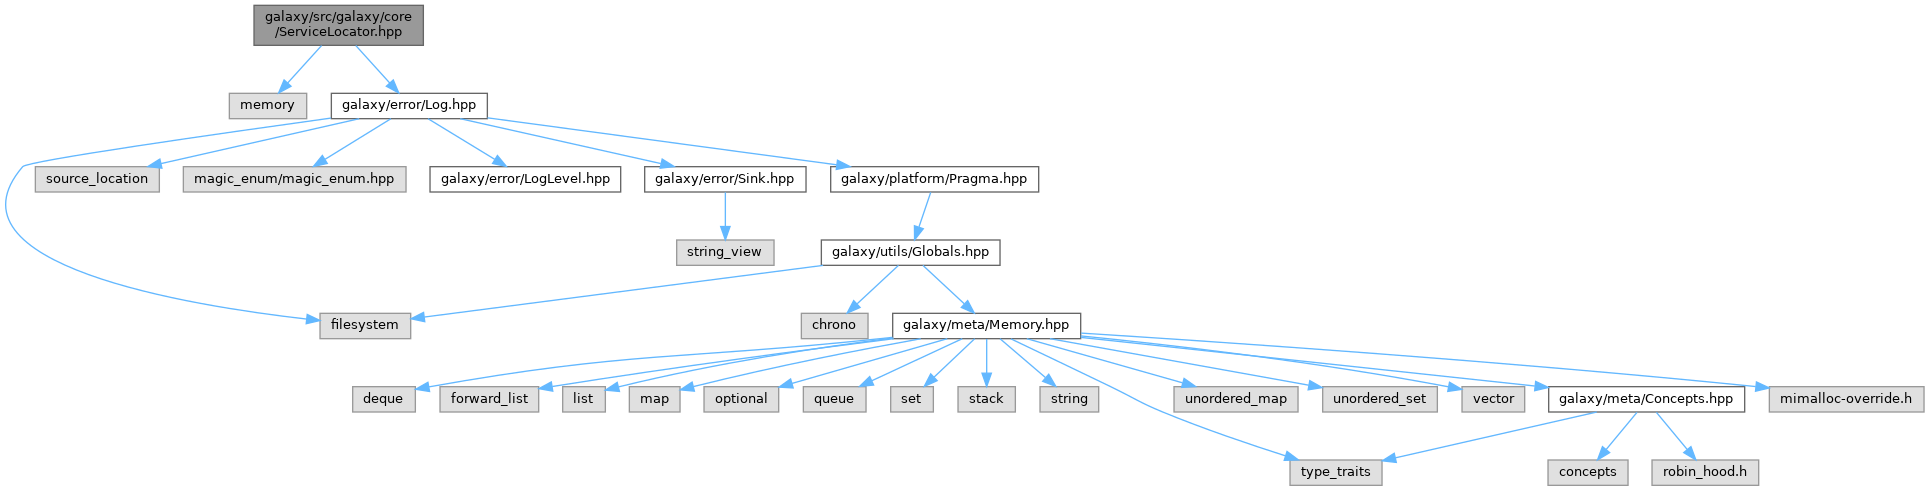 galaxy/src/galaxy/core
/ServiceLocator.hpp
memory
galaxy/error/Log.hpp
source_location
magic_enum/magic_enum.hpp
galaxy/error/LogLevel.hpp
galaxy/error/Sink.hpp
galaxy/platform/Pragma.hpp
string_view
galaxy/utils/Globals.hpp
filesystem
chrono
galaxy/meta/Memory.hpp
deque
forward_list
list
map
optional
queue
set
stack
string
unordered_map
unordered_set
vector
galaxy/meta/Concepts.hpp
mimalloc-override.h
type_traits
concepts
robin_hood.h